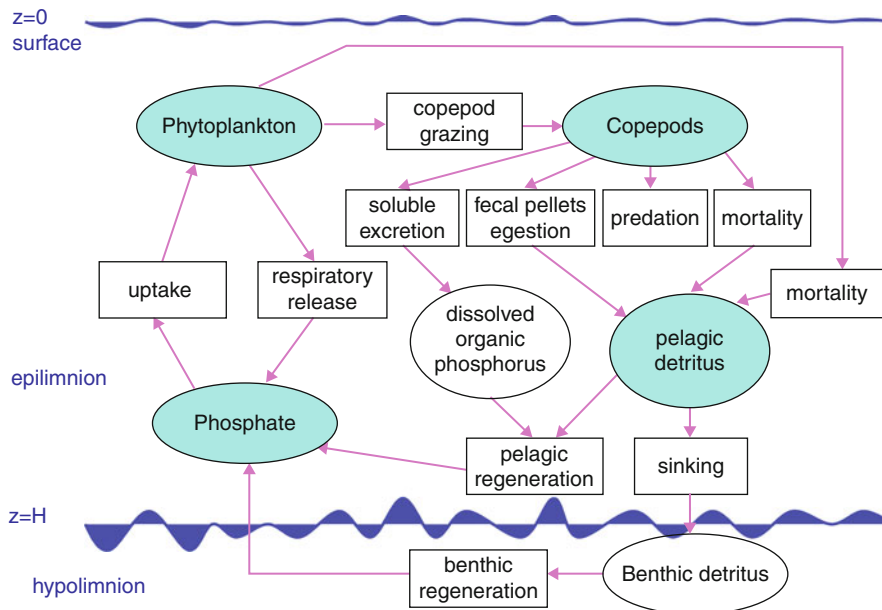 z=0
surface
Phytoplankton
copepod
grazing
Copepods
soluble
excretion
fecal pellets
egestion
predation
mortality
uptake
respiratory
release
mortality
dissolved
organic
phosphorus
pelagic
detritus
epilimnion
Phosphate
pelagic
regeneration
sinking
z=H
hypolimnion
benthic
regeneration
Benthic detritus